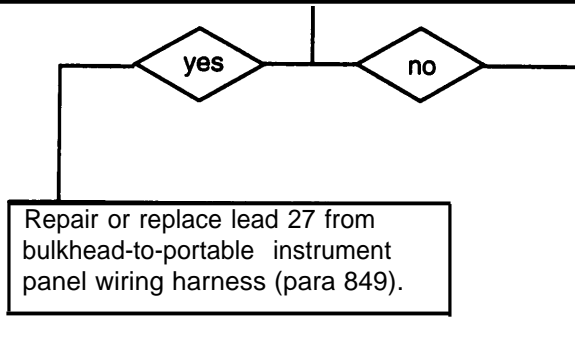 yes
no
Repair or replace lead 27 from
bulkhead-to-portable instrument
panel wiring harness (para 849).